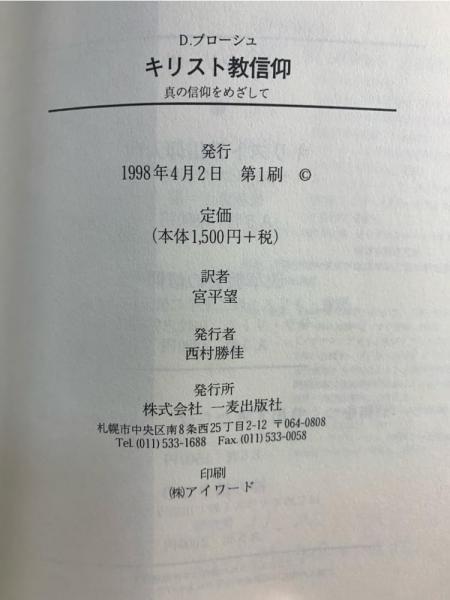 D.ブローシュ
キリスト教信仰
真の信仰をめざして
発行
1998年4月2日 第1刷 ©
定価
(本体1,500円+税)
訳者
宮平望
発行者
西村勝佳
発行所
株式会社 一麦出版社
札幌市中央区南8条西25丁目2-12 〒064-0808
Tel.(011)533-1688 Fax.(011)533-0058
印刷
㈱アイワード